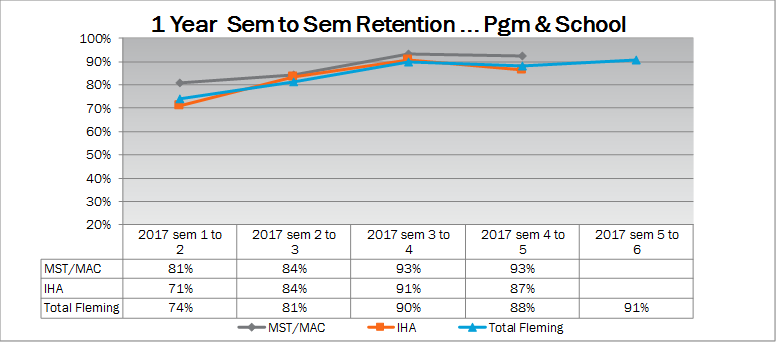 1 Year  Sem to Sem Retention ... Pgm & School
100%
90%
80%
70%
60%
50%
40%
30%
20%
2017 sem 1 to 2017 sem 2 to 2017 sem 3 to 2017 sem 4 to 2017 sem 5 to
2 3 4 5 6
MST/MAC 81% 84% 93% 93%
IHA 71% 84% 91% 87%
Total Fleming 74% 81% 90% 88% 91%
MST/MAC IHA Total Fleming